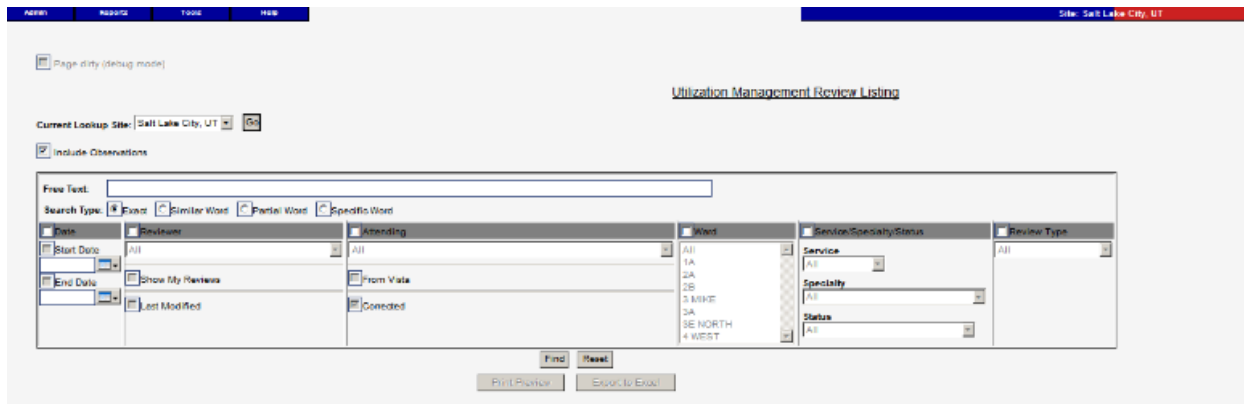 Admin Reports Tools Help Site: Salt Lake City, UT
Page dirty (debug mode)
Utilization Management Review Listing
Current Lookup Site: Salt Lake City, UT Go
Include Observations
Free Text:
Search Type: Exact Similar Word Partial Word Specific Word
Date Reviewer Attending Ward Service/Specialty/Status Review Type
Start Date All All All Service All
1A All
End Date Show My Reviews From Vista 2A Specialty
2B All
Last Modified Corrected 3 MIKE
3A Status
3E NORTH All
4 WEST
Find Reset
Print Preview Export to Excel